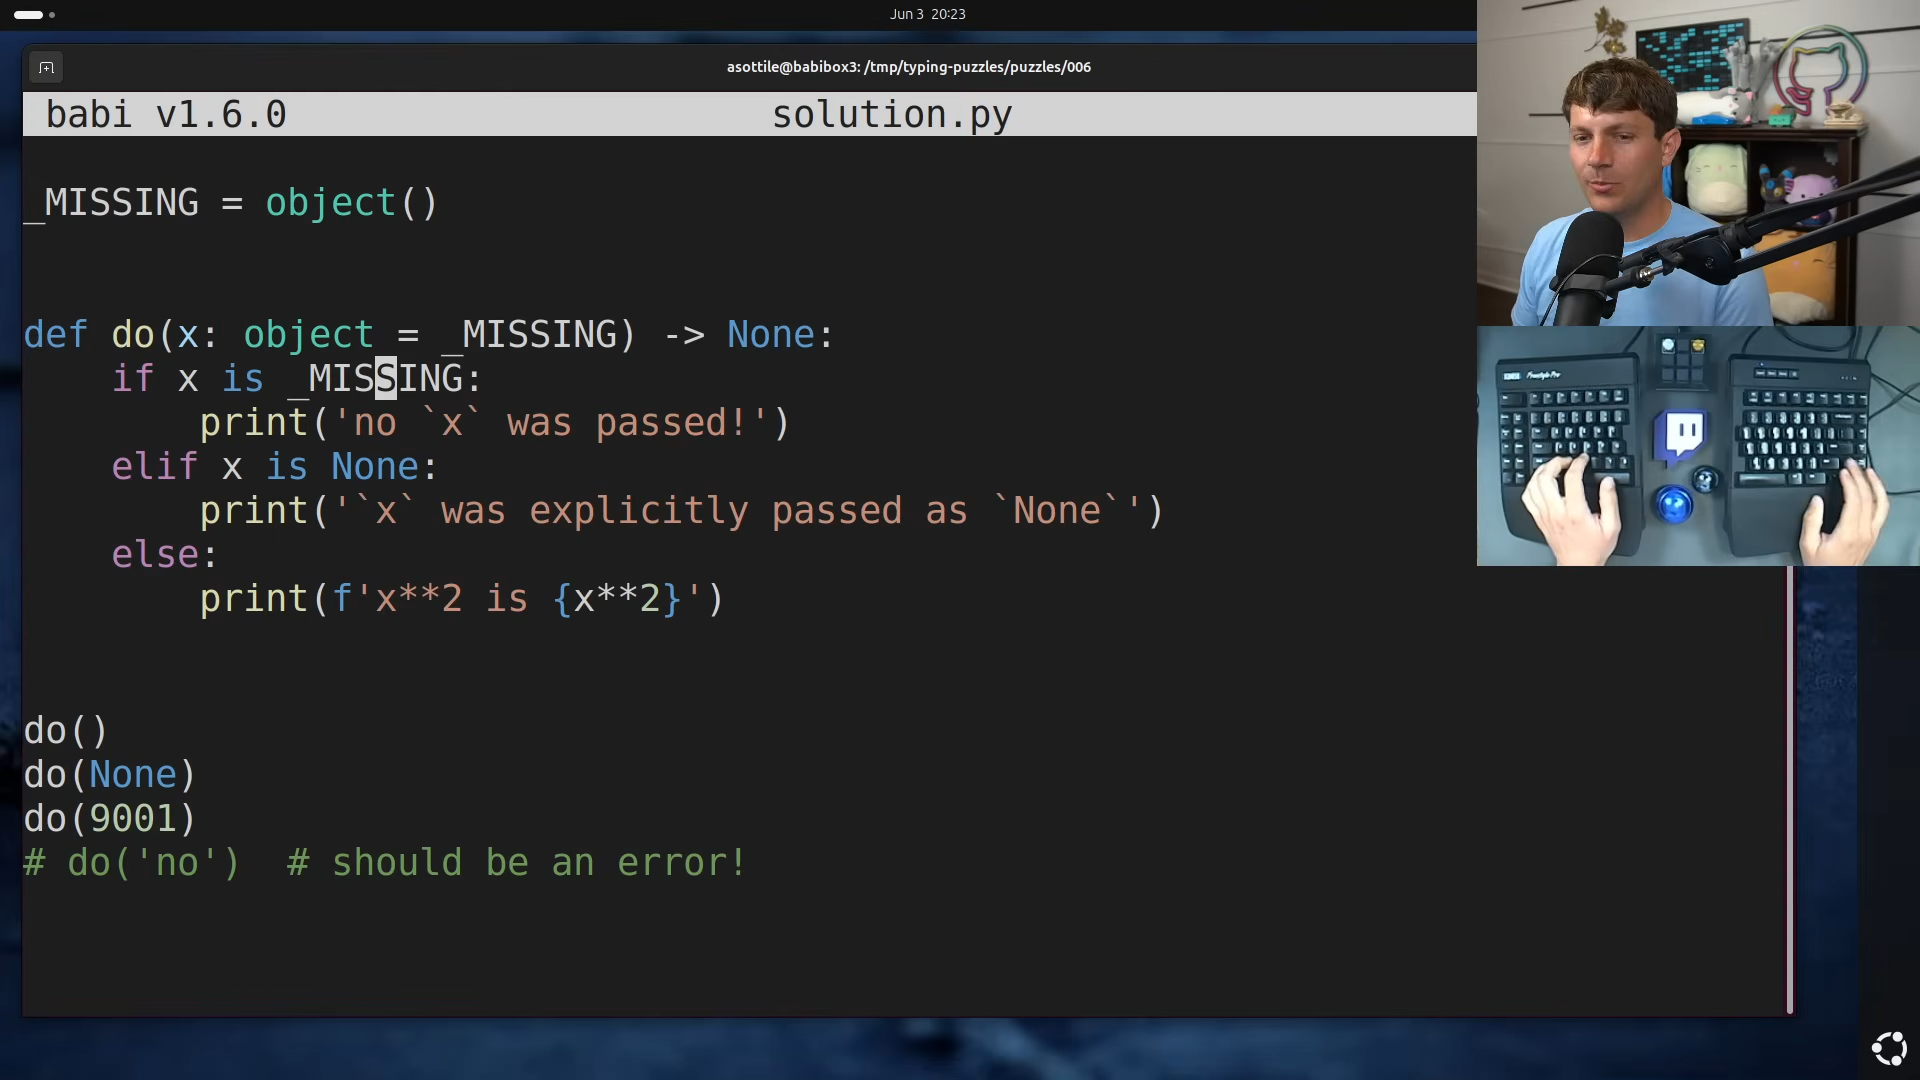 Jun 3 20:23
asottile@babibox3: /tmp/typing-puzzles/puzzles/006
babi v1.6.0 solution.py
_MISSING = object()
def do(x: object = _MISSING) -> None:
    if x is _MISSING:
        print('no `x` was passed!')
    elif x is None:
        print('`x` was explicitly passed as `None`')
    else:
        print(f'x**2 is {x**2}')
do()
do(None)
do(9001)
# do('no')  # should be an error!